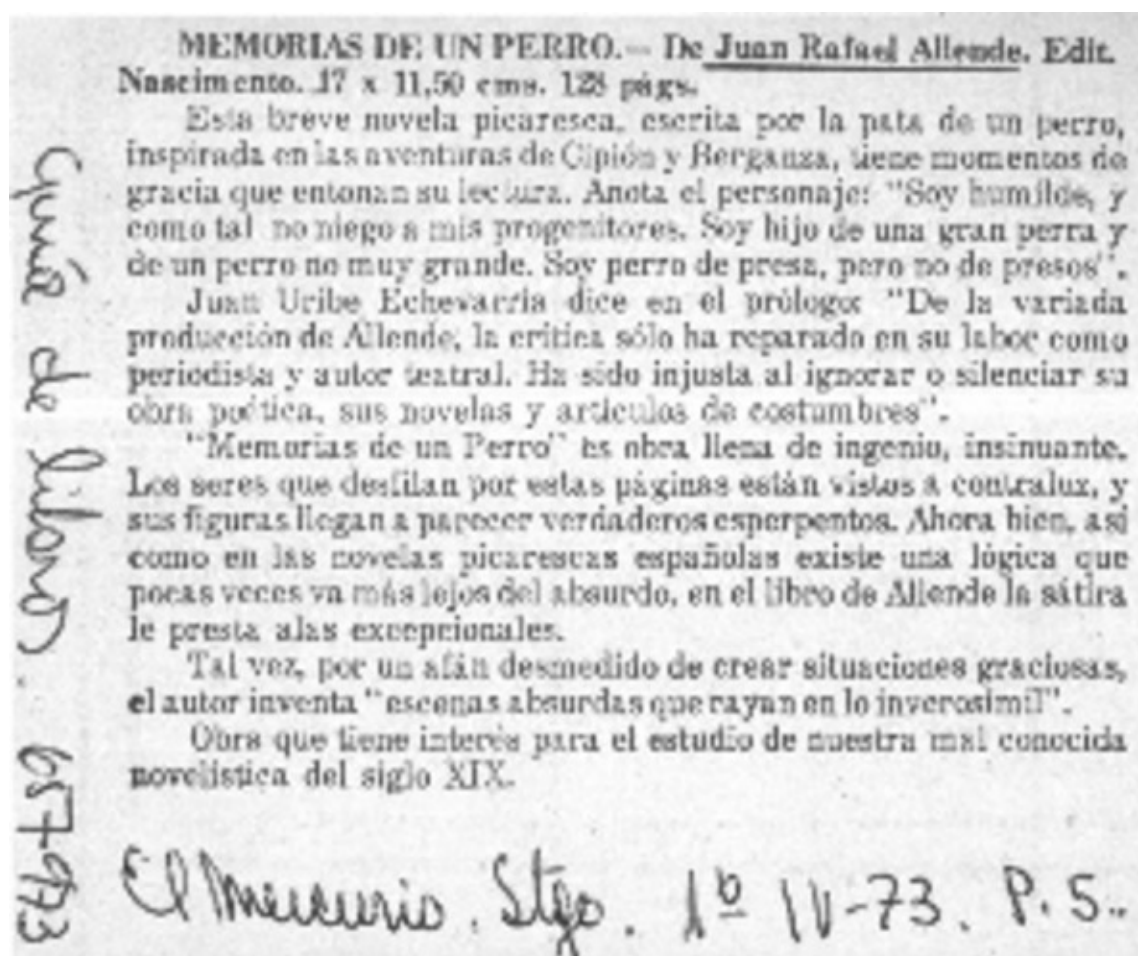 MEMORIAS DE UN PERRO.— De Juan Rafael Allende. Edit.
Nascimento. 17 x 11,50 cms. 128 págs.
Esta breve novela picaresca, escrita por la pata de un perro,
inspirada en las aventuras de Cipión y Berganza, tiene momentos de
gracia que entonan su lectura. Anota el personaje: "Soy humilde, y
como tal no niego a mis progenitores. Soy hijo de una gran perra y
de un perro no muy grande. Soy perro de presa, pero no de presos".
Juan Uribe Echevarría dice en el prólogo: "De la variada
producción de Allende, la crítica sólo ha reparado en su labor como
periodista y autor teatral. Ha sido injusta al ignorar o silenciar su
obra poética, sus novelas y artículos de costumbres".
"Memorias de un Perro" es obra llena de ingenio, insinuante.
Los seres que desfilan por estas páginas están vistos a contraluz, y
sus figuras llegan a parecer verdaderos esperpentos. Ahora bien, así
como en las novelas picarescas españolas existe una lógica que
pocas veces va más lejos del absurdo, en el libro de Allende la sátira
le presta alas excepcionales.
Tal vez, por un afán desmedido de crear situaciones graciosas,
el autor inventa "escenas absurdas que rayan en lo inverosímil".
Obra que tiene interés para el estudio de nuestra mal conocida
novelística del siglo XIX.
El Mercurio. Stgo. 1º IV-73. P. 5..
de